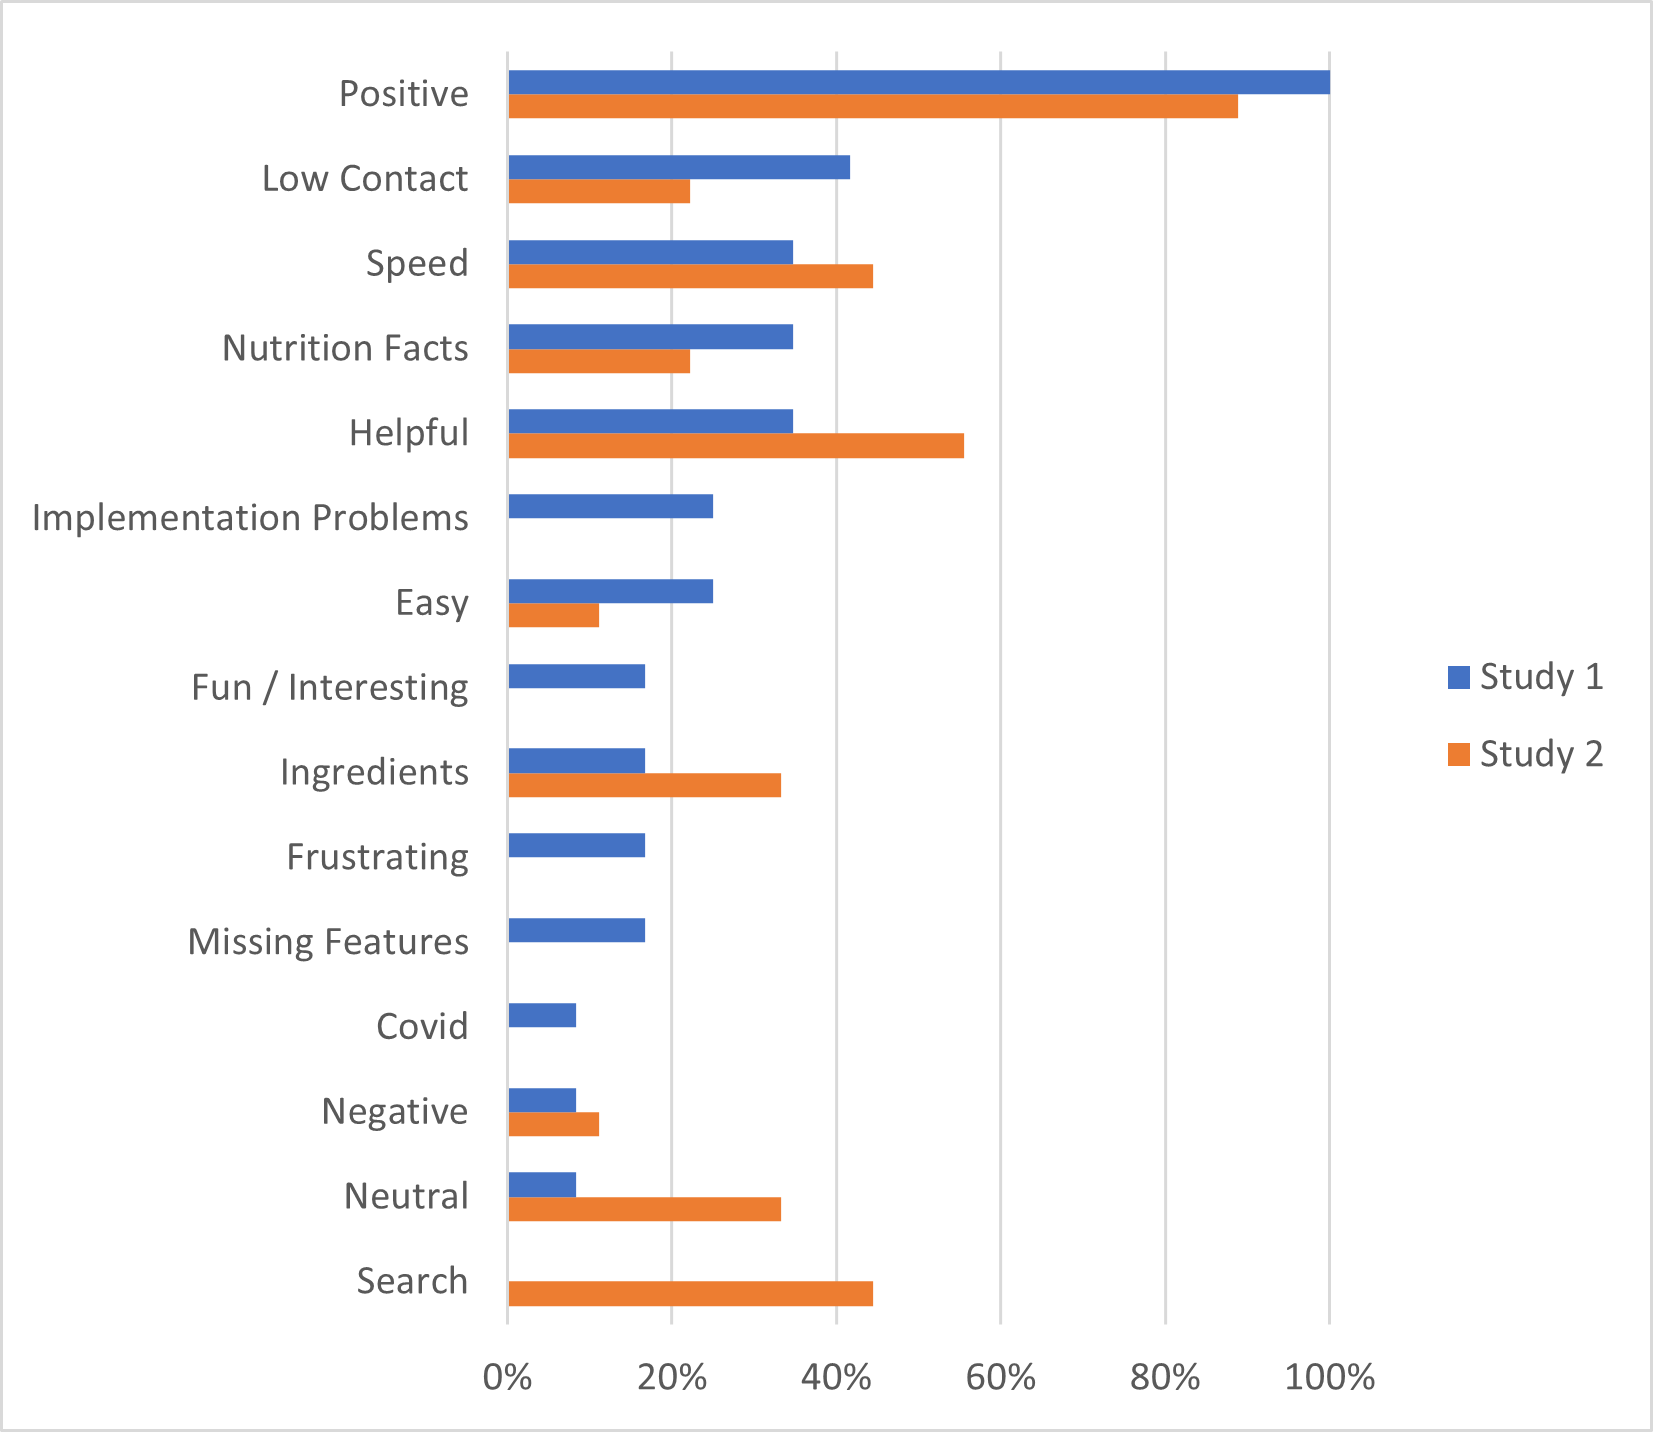 Positive
Low Contact
Speed
Nutrition Facts
Helpful
Implementation Problems
Easy
Fun / Interesting
Ingredients
Frustrating
Missing Features
Covid
Negative
Neutral
Search
0% 20% 40% 60% 80% 100%
Study 1
Study 2